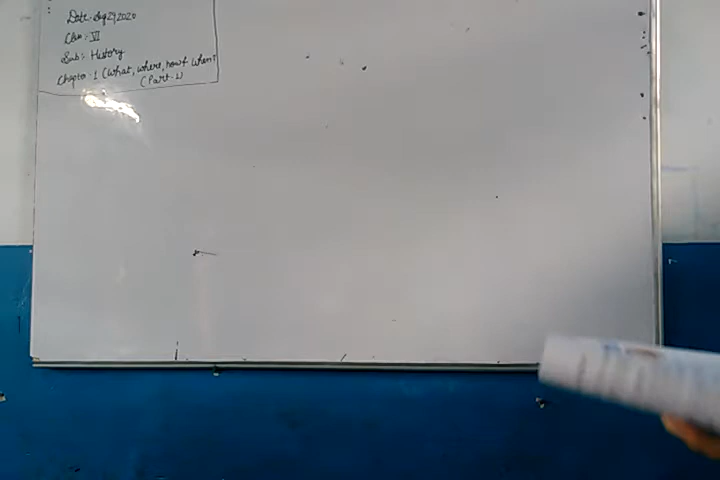 Date:- Aug 29, 2020
Class:- VI
Sub:- History
Chapter:- 1 (What, where, how & when?
(Part-1)